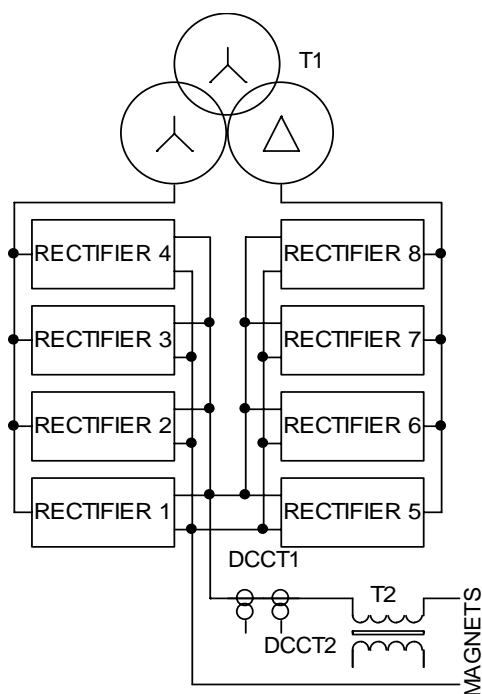 T1
RECTIFIER 4
RECTIFIER 8
RECTIFIER 3
RECTIFIER 7
RECTIFIER 2
RECTIFIER 6
RECTIFIER 1
RECTIFIER 5
DCCT1
T2
DCCT2
MAGNETS